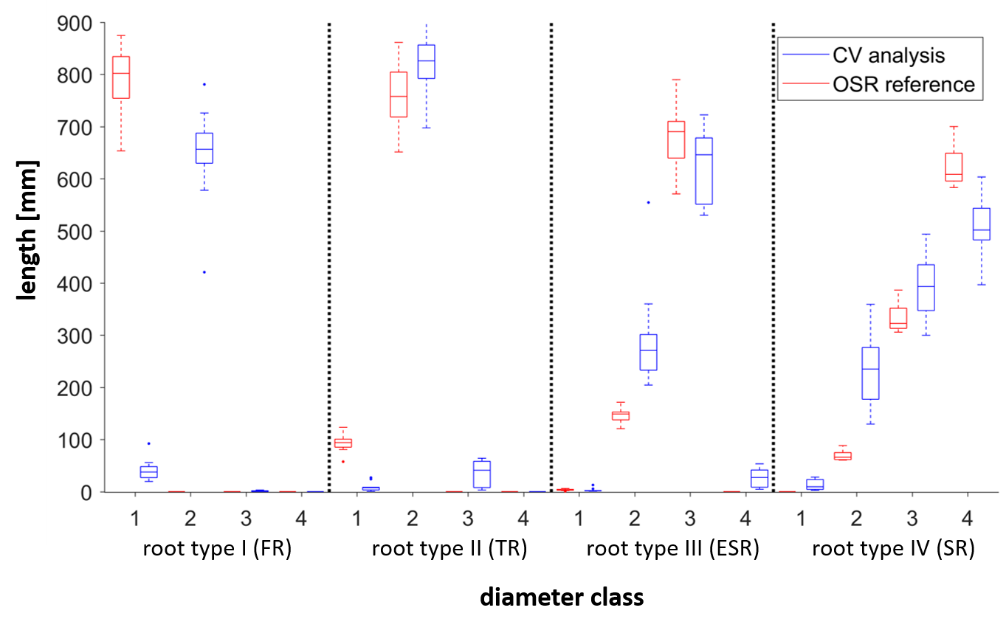 900
800
700
600
500
400
300
200
100
0
length [mm]
CV analysis
OSR reference
1 2 3 4 1 2 3 4 1 2 3 4 1 2 3 4
root type I (FR) root type II (TR) root type III (ESR) root type IV (SR)
diameter class